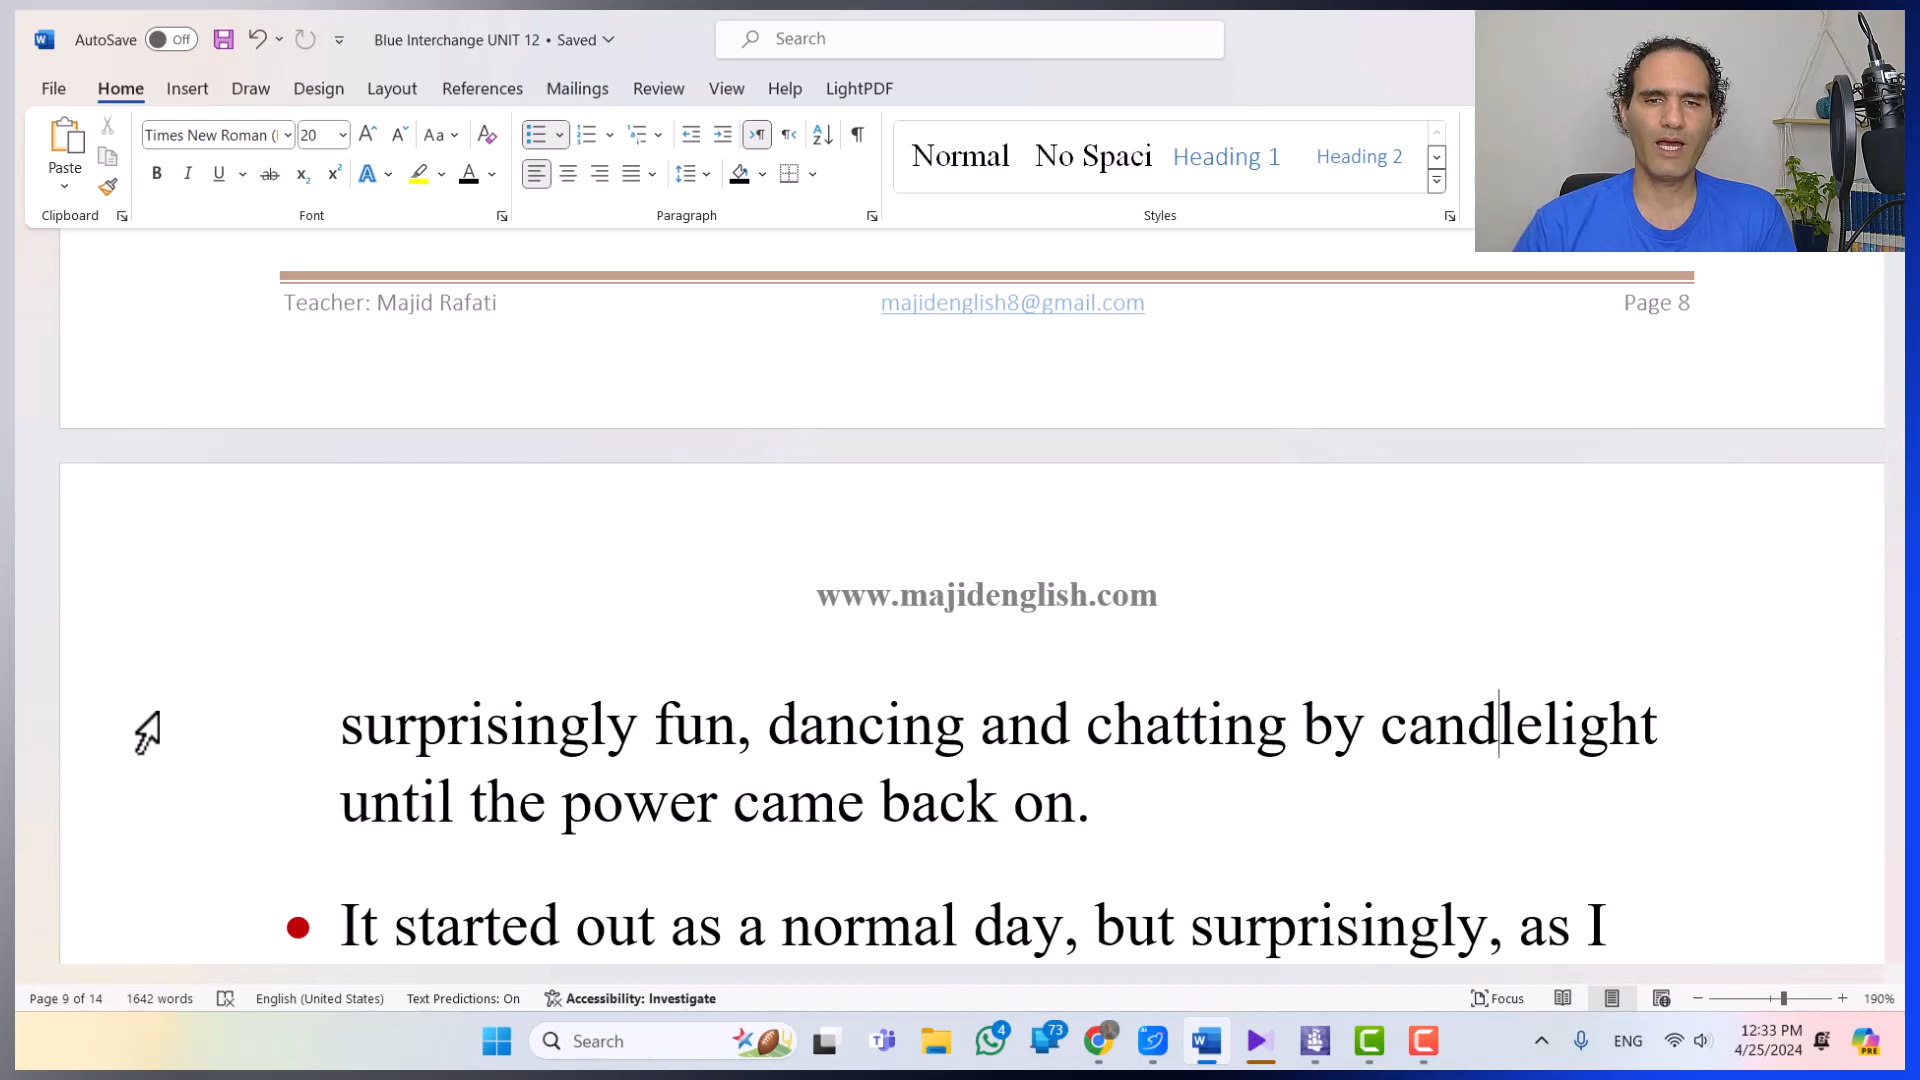 AutoSave Off Blue Interchange UNIT 12 • Saved Search
File Home Insert Draw Design Layout References Mailings Review View Help LightPDF
Paste Times New Roman ( 20 Aa Normal No Spaci Heading 1 Heading 2
Clipboard Font Paragraph Styles
Teacher: Majid Rafati majidenglish8@gmail.com Page 8
www.majidenglish.com
surprisingly fun, dancing and chatting by candlelight
until the power came back on.
• It started out as a normal day, but surprisingly, as I
Page 9 of 14 1642 words English (United States) Text Predictions: On Accessibility: Investigate Focus 190%
Search 4 73 ENG 12:33 PM
4/25/2024 PRE